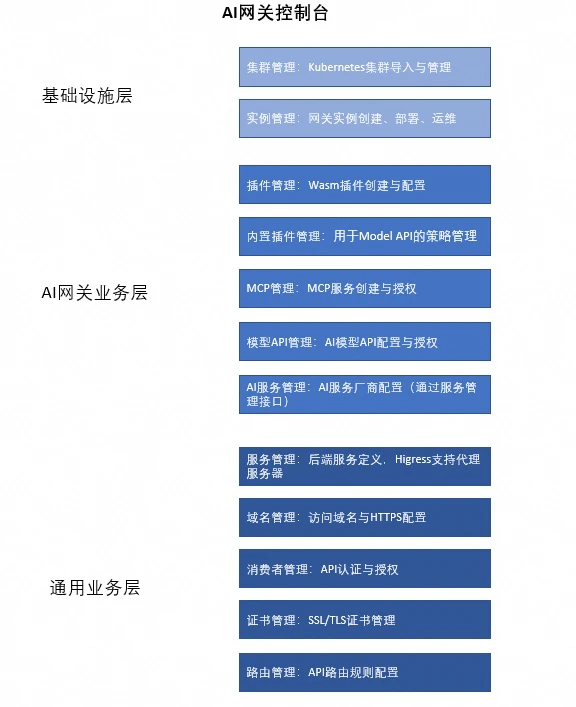 AI网关控制台
基础设施层
集群管理：Kubernetes集群导入与管理
实例管理：网关实例创建、部署、运维
AI网关业务层
插件管理：Wasm插件创建与配置
内置插件管理：用于Model API的策略管理
MCP管理：MCP服务创建与授权
模型API管理：AI模型API配置与授权
AI服务管理：AI服务厂商配置（通过服务管
理接口）
通用业务层
服务管理：后端服务定义，Higress支持代理
服务器
域名管理：访问域名与HTTPS配置
消费者管理：API认证与授权
证书管理：SSL/TLS证书管理
路由管理：API路由规则配置